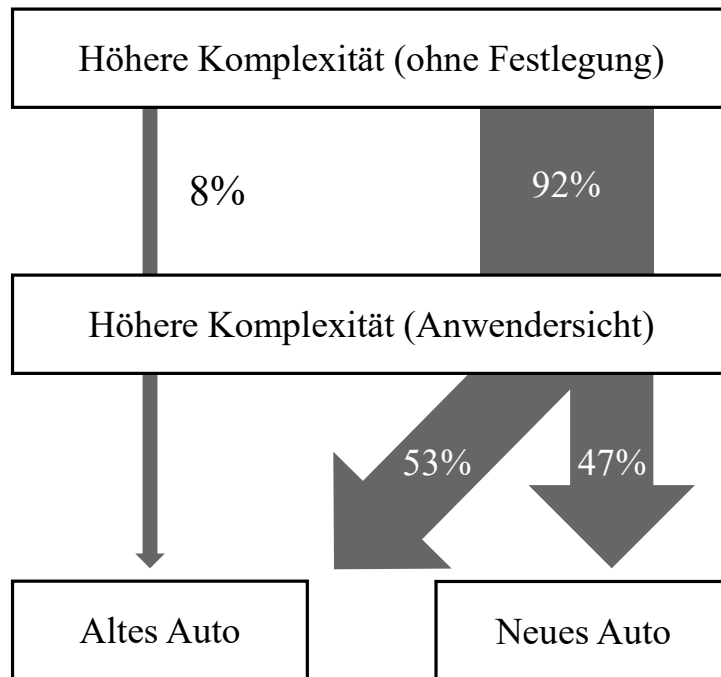 Höhere Komplexität (ohne Festlegung)
8%
92%
Höhere Komplexität (Anwendersicht)
53%
47%
Altes Auto
Neues Auto